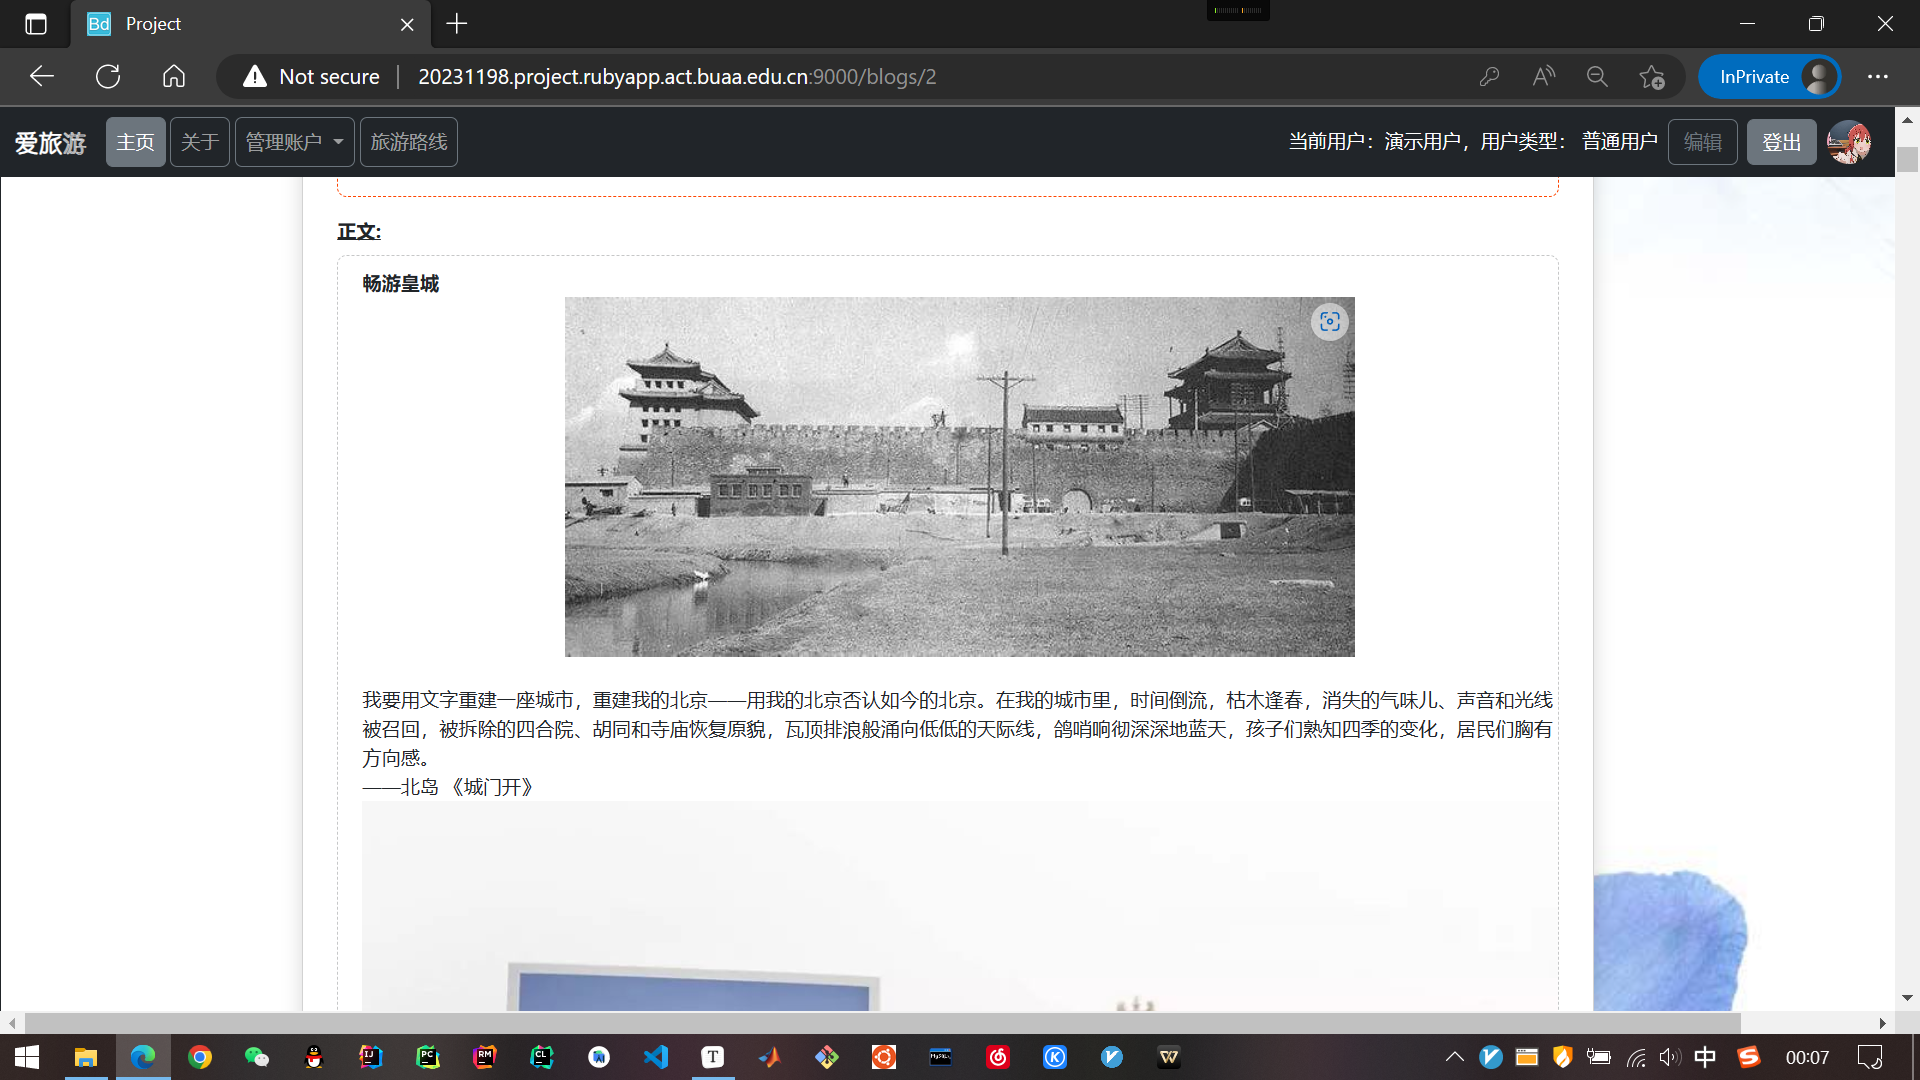 Bd Project
Not secure 20231198.project.rubyapp.act.buaa.edu.cn:9000/blogs/2
InPrivate
爱旅游 主页 关于 管理账户 旅游路线 当前用户：演示用户，用户类型： 普通用户 编辑 登出
正文:
畅游皇城
我要用文字重建一座城市，重建我的北京——用我的北京否认如今的北京。在我的城市里，时间倒流，枯木逢春，消失的气味儿、声音和光线
被召回，被拆除的四合院、胡同和寺庙恢复原貌，瓦顶排浪般涌向低低的天际线，鸽哨响彻深深地蓝天，孩子们熟知四季的变化，居民们胸有
方向感。
——北岛 《城门开》
IJ PC RM CL T MySQL K 中 S 00:07